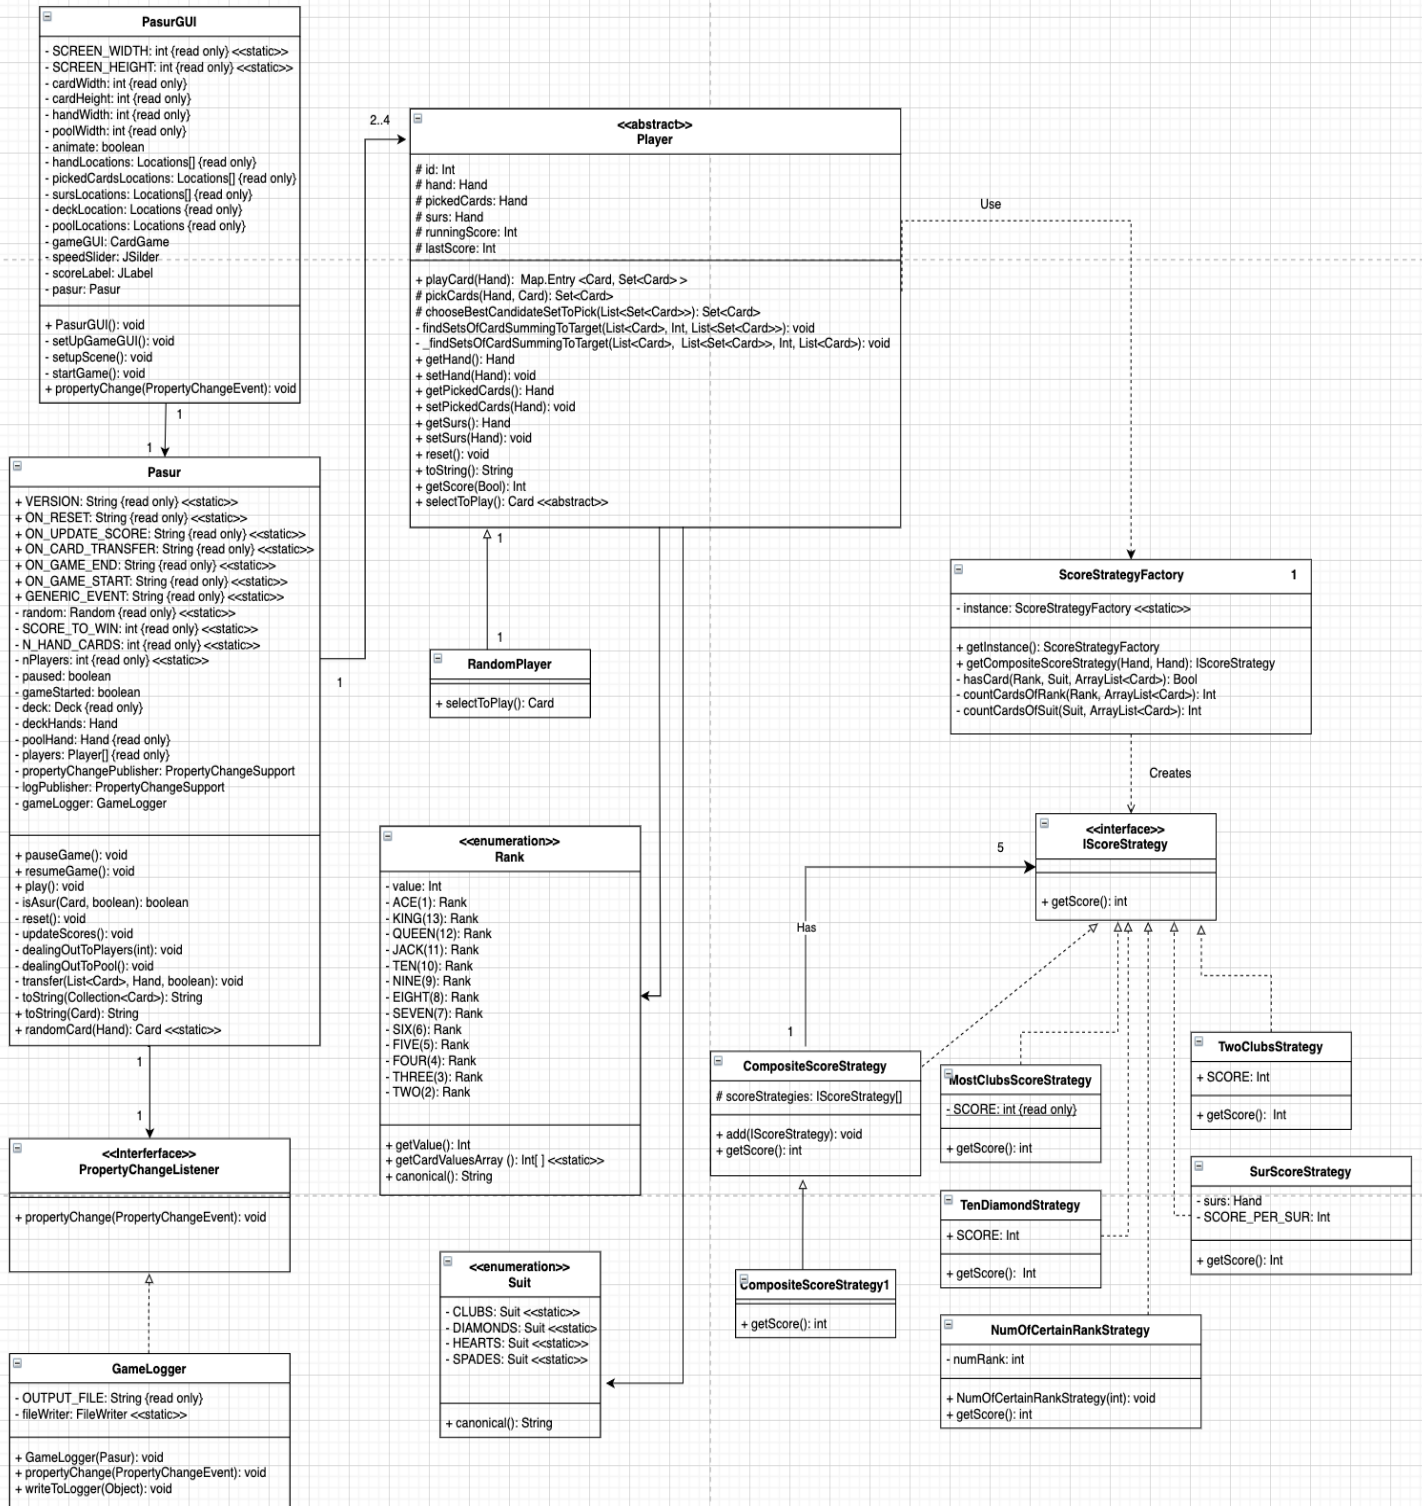 PasurGUI
- SCREEN_WIDTH: int {read only} <<static>>
- SCREEN_HEIGHT: int {read only} <<static>>
- cardWidth: int {read only}
- cardHeight: int {read only}
- handWidth: int {read only}
- poolWidth: int {read only}
- animate: boolean
- handLocations: Locations[] {read only}
- pickedCardsLocations: Locations[] {read only}
- sursLocations: Locations[] {read only}
- deckLocation: Locations {read only}
- poolLocations: Locations {read only}
- gameGUI: CardGame
- speedSlider: JSilder
- scoreLabel: JLabel
- pasur: Pasur
+ PasurGUI(): void
- setUpGameGUI(): void
- setupScene(): void
- startGame(): void
+ propertyChange(PropertyChangeEvent): void
1
1
Pasur
+ VERSION: String {read only} <<static>>
+ ON_RESET: String {read only} <<static>>
+ ON_UPDATE_SCORE: String {read only} <<static>>
+ ON_CARD_TRANSFER: String {read only} <<static>>
+ ON_GAME_END: String {read only} <<static>>
+ ON_GAME_START: String {read only} <<static>>
+ GENERIC_EVENT: String {read only} <<static>>
- random: Random {read only} <<static>>
- SCORE_TO_WIN: int {read only} <<static>>
- N_HAND_CARDS: int {read only} <<static>>
- nPlayers: int {read only} <<static>>
- paused: boolean
- gameStarted: boolean
- deck: Deck {read only}
- deckHands: Hand
- poolHand: Hand {read only}
- players: Player[] {read only}
- propertyChangePublisher: PropertyChangeSupport
- logPublisher: PropertyChangeSupport
- gameLogger: GameLogger
+ pauseGame(): void
+ resumeGame(): void
+ play(): void
- isAsur(Card, boolean): boolean
- reset(): void
- updateScores(): void
- dealingOutToPlayers(int): void
- dealingOutToPool(): void
- transfer(List<Card>, Hand, boolean): void
- toString(Collection<Card>): String
+ toString(Card): String
+ randomCard(Hand): Card <<static>>
1
1
<<Interferface>>
PropertyChangeListener
+ propertyChange(PropertyChangeEvent): void
GameLogger
- OUTPUT_FILE: String {read only}
- fileWriter: FileWriter <<static>>
+ GameLogger(Pasur): void
+ propertyChange(PropertyChangeEvent): void
+ writeToLogger(Object): void
2..4
1
<<abstract>>
Player
# id: Int
# hand: Hand
# pickedCards: Hand
# surs: Hand
# runningScore: Int
# lastScore: Int
+ playCard(Hand): Map.Entry <Card, Set<Card> >
# pickCards(Hand, Card): Set<Card>
# chooseBestCandidateSetToPick(List<Set<Card>>): Set<Card>
- findSetsOfCardSummingToTarget(List<Card>, Int, List<Set<Card>>): void
- _findSetsOfCardSummingToTarget(List<Card>, List<Set<Card>>, Int, List<Card>): void
+ getHand(): Hand
+ setHand(Hand): void
+ getPickedCards(): Hand
+ setPickedCards(Hand): void
+ getSurs(): Hand
+ setSurs(Hand): void
+ reset(): void
+ toString(): String
+ getScore(Bool): Int
+ selectToPlay(): Card <<abstract>>
1
1
RandomPlayer
+ selectToPlay(): Card
<<enumeration>>
Rank
- value: Int
- ACE(1): Rank
- KING(13): Rank
- QUEEN(12): Rank
- JACK(11): Rank
- TEN(10): Rank
- NINE(9): Rank
- EIGHT(8): Rank
- SEVEN(7): Rank
- SIX(6): Rank
- FIVE(5): Rank
- FOUR(4): Rank
- THREE(3): Rank
- TWO(2): Rank
+ getValue(): Int
+ getCardValuesArray (): Int[ ] <<static>>
+ canonical(): String
<<enumeration>>
Suit
- CLUBS: Suit <<static>>
- DIAMONDS: Suit <<static>
- HEARTS: Suit <<static>>
- SPADES: Suit <<static>>
+ canonical(): String
Use
ScoreStrategyFactory 1
- instance: ScoreStrategyFactory <<static>>
+ getInstance(): ScoreStrategyFactory
+ getCompositeScoreStrategy(Hand, Hand): IScoreStrategy
- hasCard(Rank, Suit, ArrayList<Card>): Bool
- countCardsOfRank(Rank, ArrayList<Card>): Int
- countCardsOfSuit(Suit, ArrayList<Card>): Int
Creates
<<interface>>
IScoreStrategy
+ getScore(): int
5
Has
1
CompositeScoreStrategy
# scoreStrategies: IScoreStrategy[]
+ add(IScoreStrategy): void
+ getScore(): int
CompositeScoreStrategy1
+ getScore(): int
MostClubsScoreStrategy
- SCORE: int {read only}
+ getScore(): int
TenDiamondStrategy
+ SCORE: Int
+ getScore(): Int
NumOfCertainRankStrategy
- numRank: int
+ NumOfCertainRankStrategy(int): void
+ getScore(): int
TwoClubsStrategy
+ SCORE: Int
+ getScore(): Int
SurScoreStrategy
- surs: Hand
- SCORE_PER_SUR: Int
+ getScore(): Int